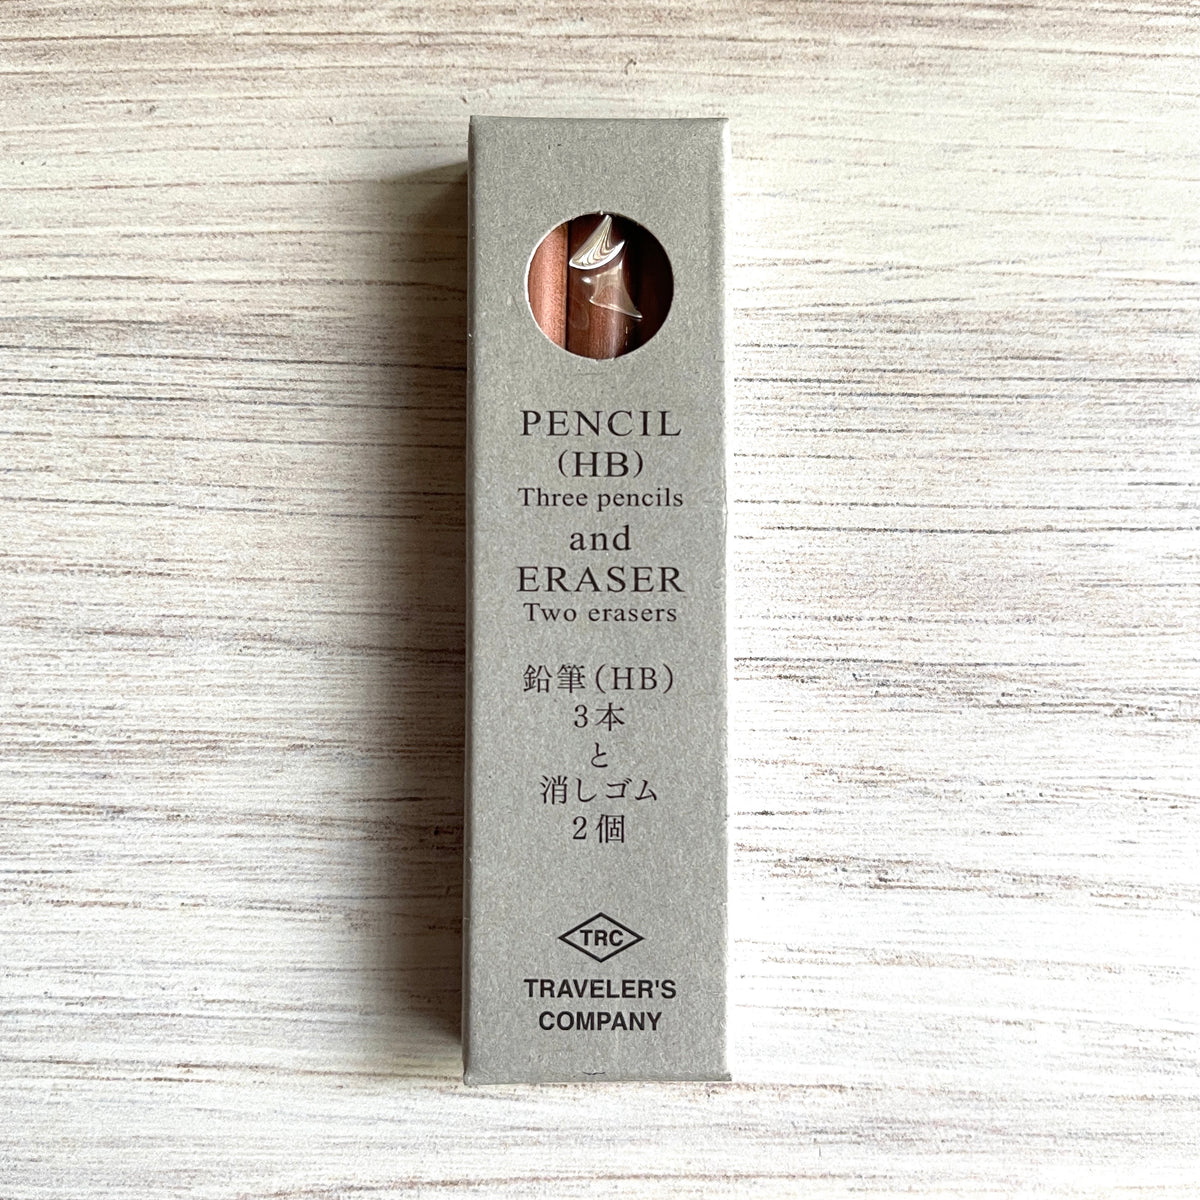 PENCIL
(HB)
Three pencils
and
ERASER
Two erasers
鉛筆(HB)
3本
と
消しゴム
2個
TRC
TRAVELER'S
COMPANY